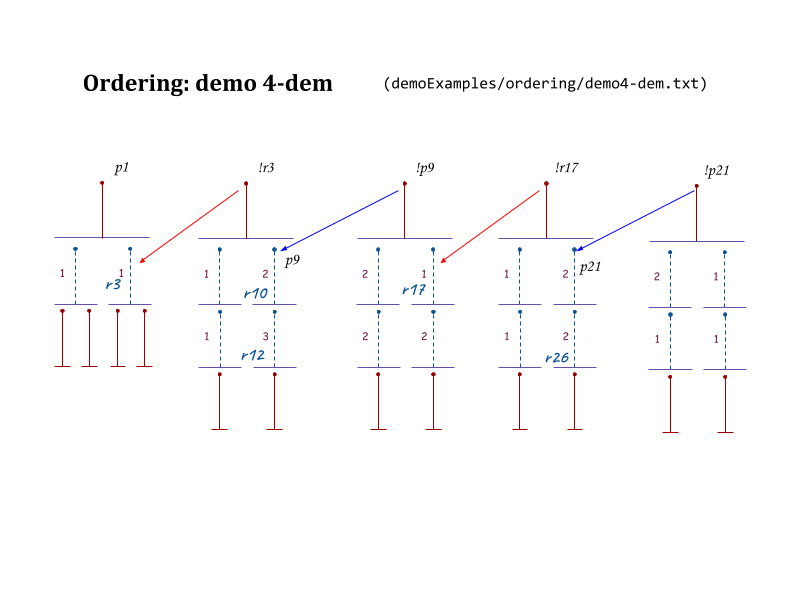 Ordering: demo 4-dem (demoExamples/ordering/demo4-dem.txt)
p1 !r3 !p9 !r17 !p21
p9 p21
1 1 1 2 2 1 1 2 2 1
r3 r10 r17
1 3 2 2 1 2 1 1
r12 r26